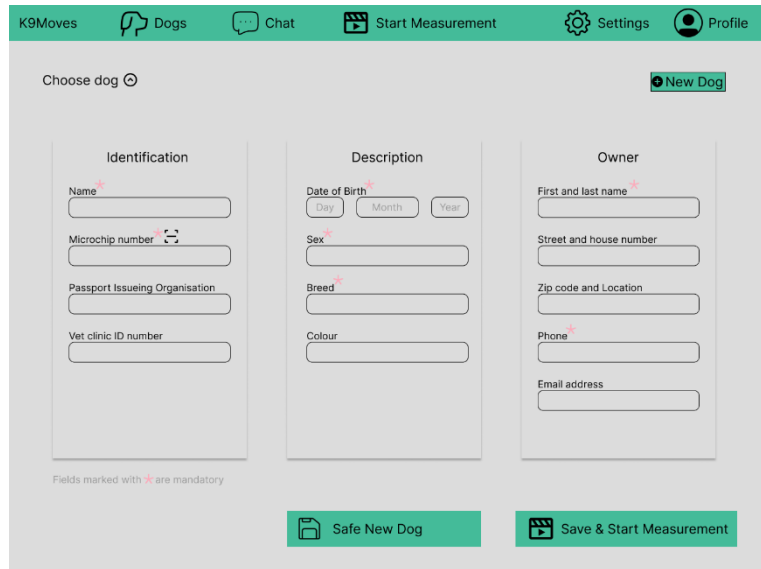 K9Moves Dogs Chat Start Measurement Settings Profile
Choose dog
New Dog
Identification
Name*
Microchip number*
Passport Issueing Organisation
Vet clinic ID number
Description
Date of Birth*
Day Month Year
Sex*
Breed*
Colour
Owner
First and last name *
Street and house number
Zip code and Location
Phone*
Email address
Fields marked with * are mandatory
Safe New Dog
Save & Start Measurement